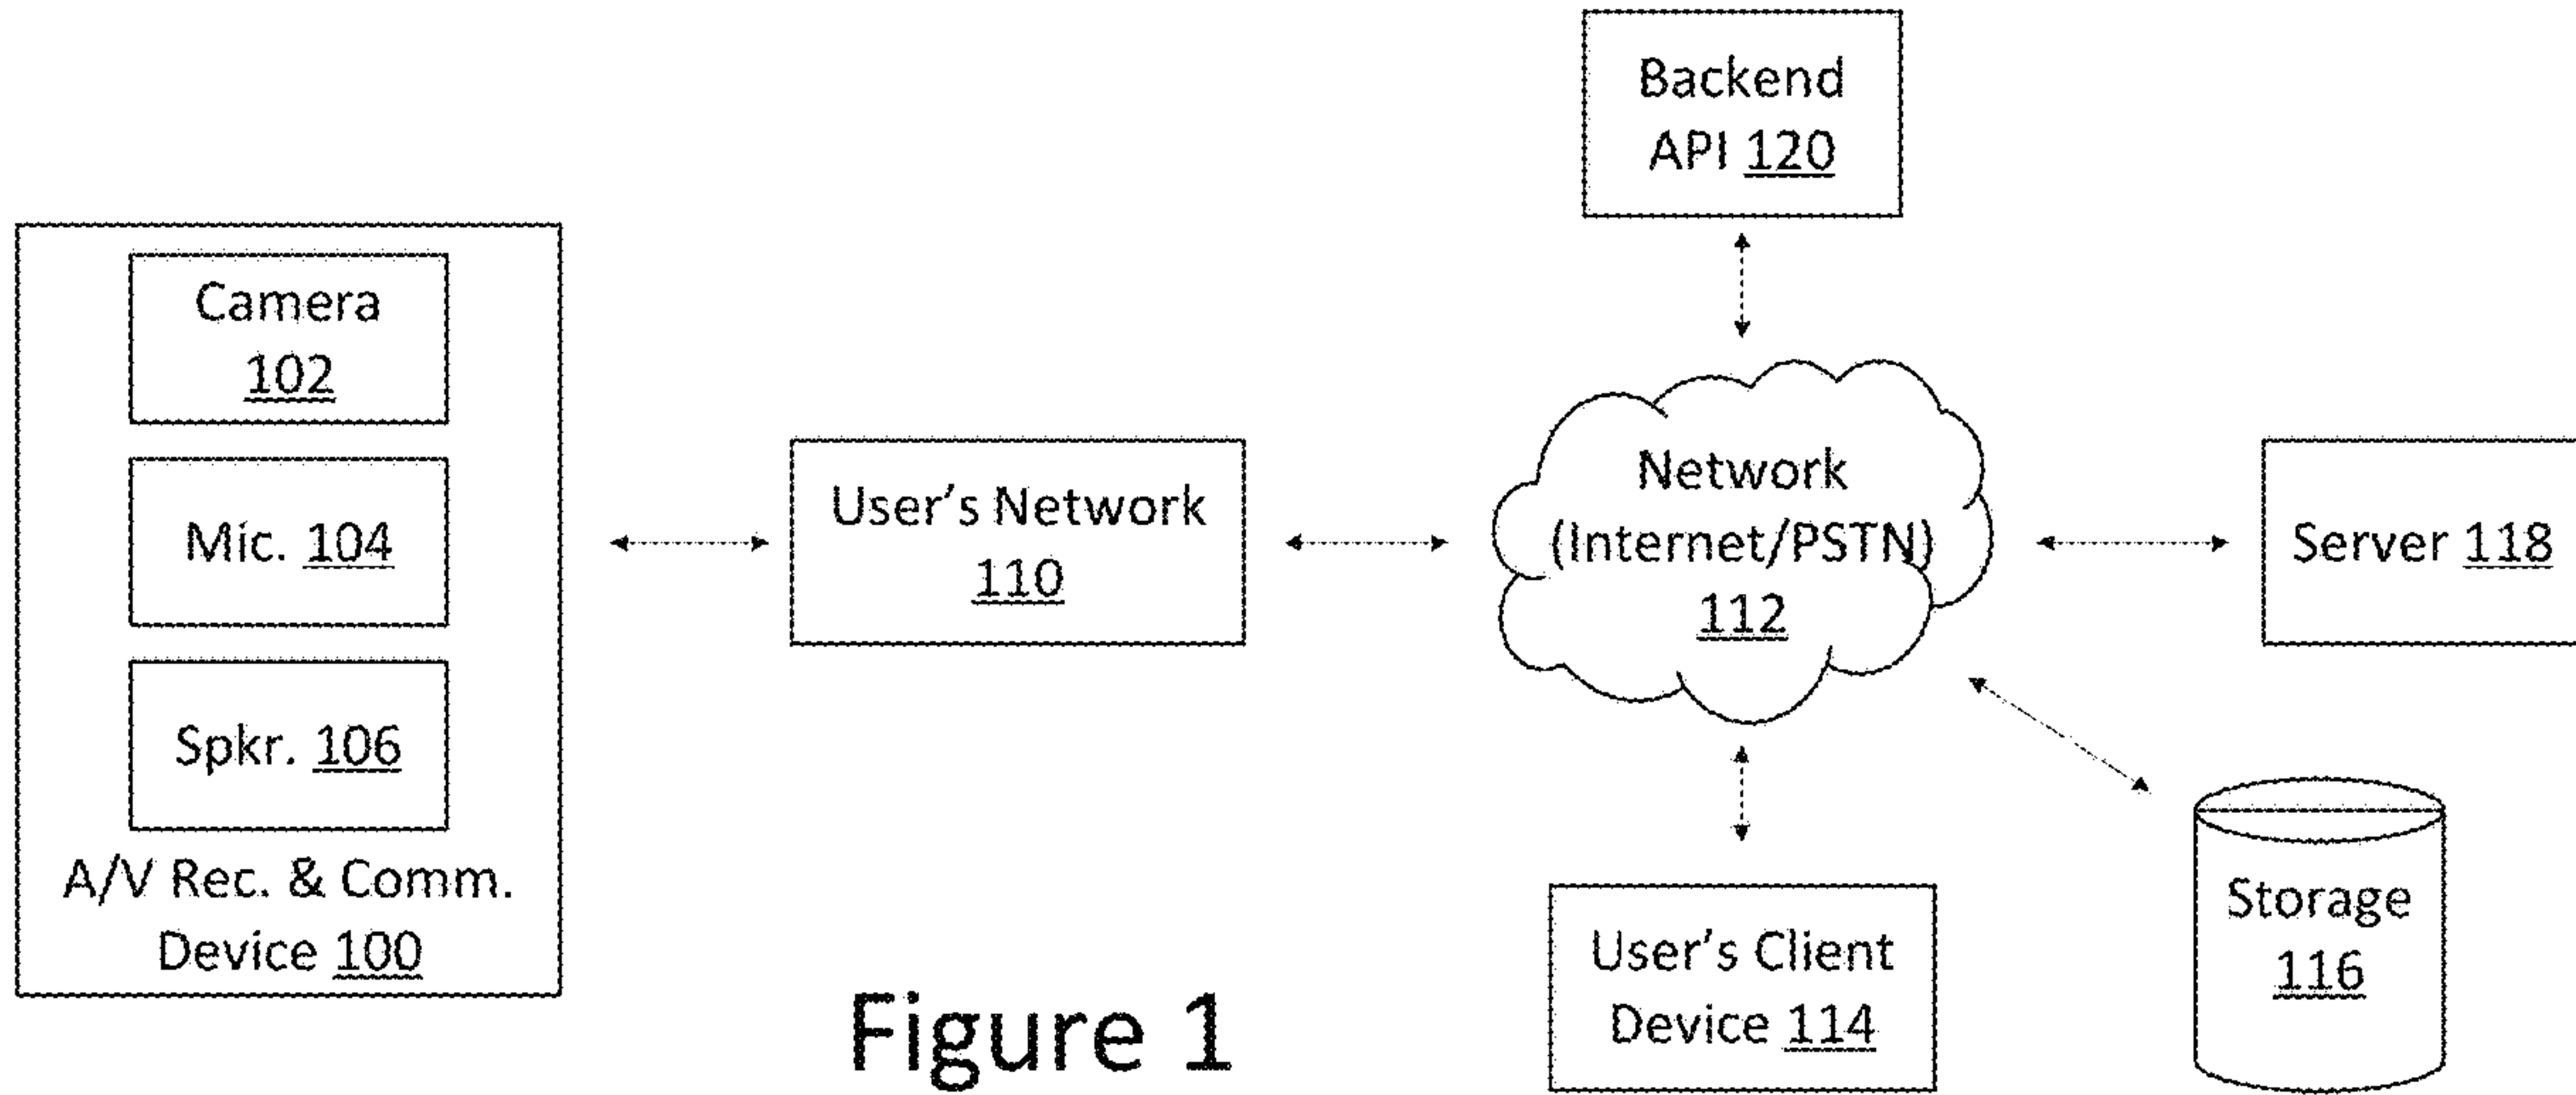 Camera
102
Mic. 104
Spkr. 106
A/V Rec. & Comm.
Device 100
User's Network
110
Backend
API 120
Network
(Internet/PSTN)
112
Server 118
User's Client
Device 114
Storage
116
Figure 1